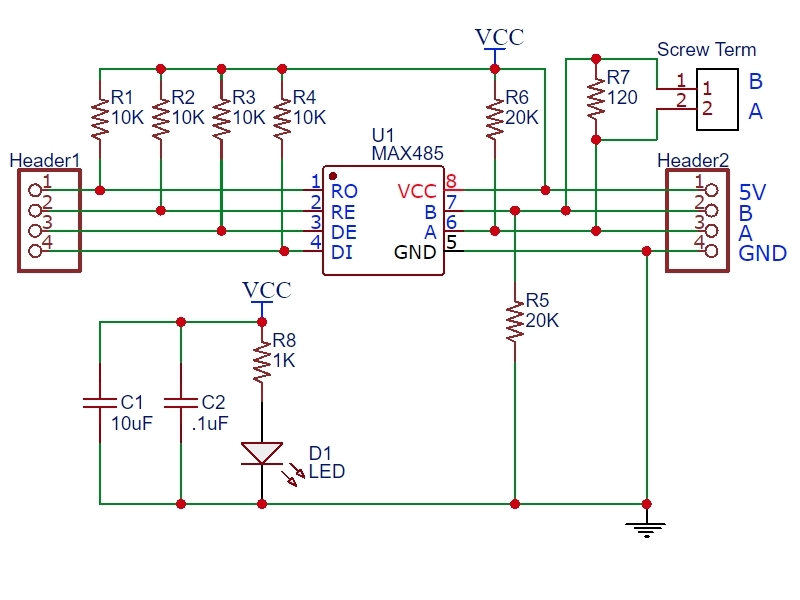 VCC
Screw Term
R1
10K
R2
10K
R3
10K
R4
10K
R6
20K
R7
120
1
1
B
2
2
A
U1
MAX485
Header1
Header2
1
1
RO
VCC
8
1
5V
2
2
RE
B
7
2
B
3
3
DE
A
6
3
A
4
4
DI
GND
5
4
GND
VCC
R5
20K
R8
1K
C1
10uF
C2
.1uF
D1
LED